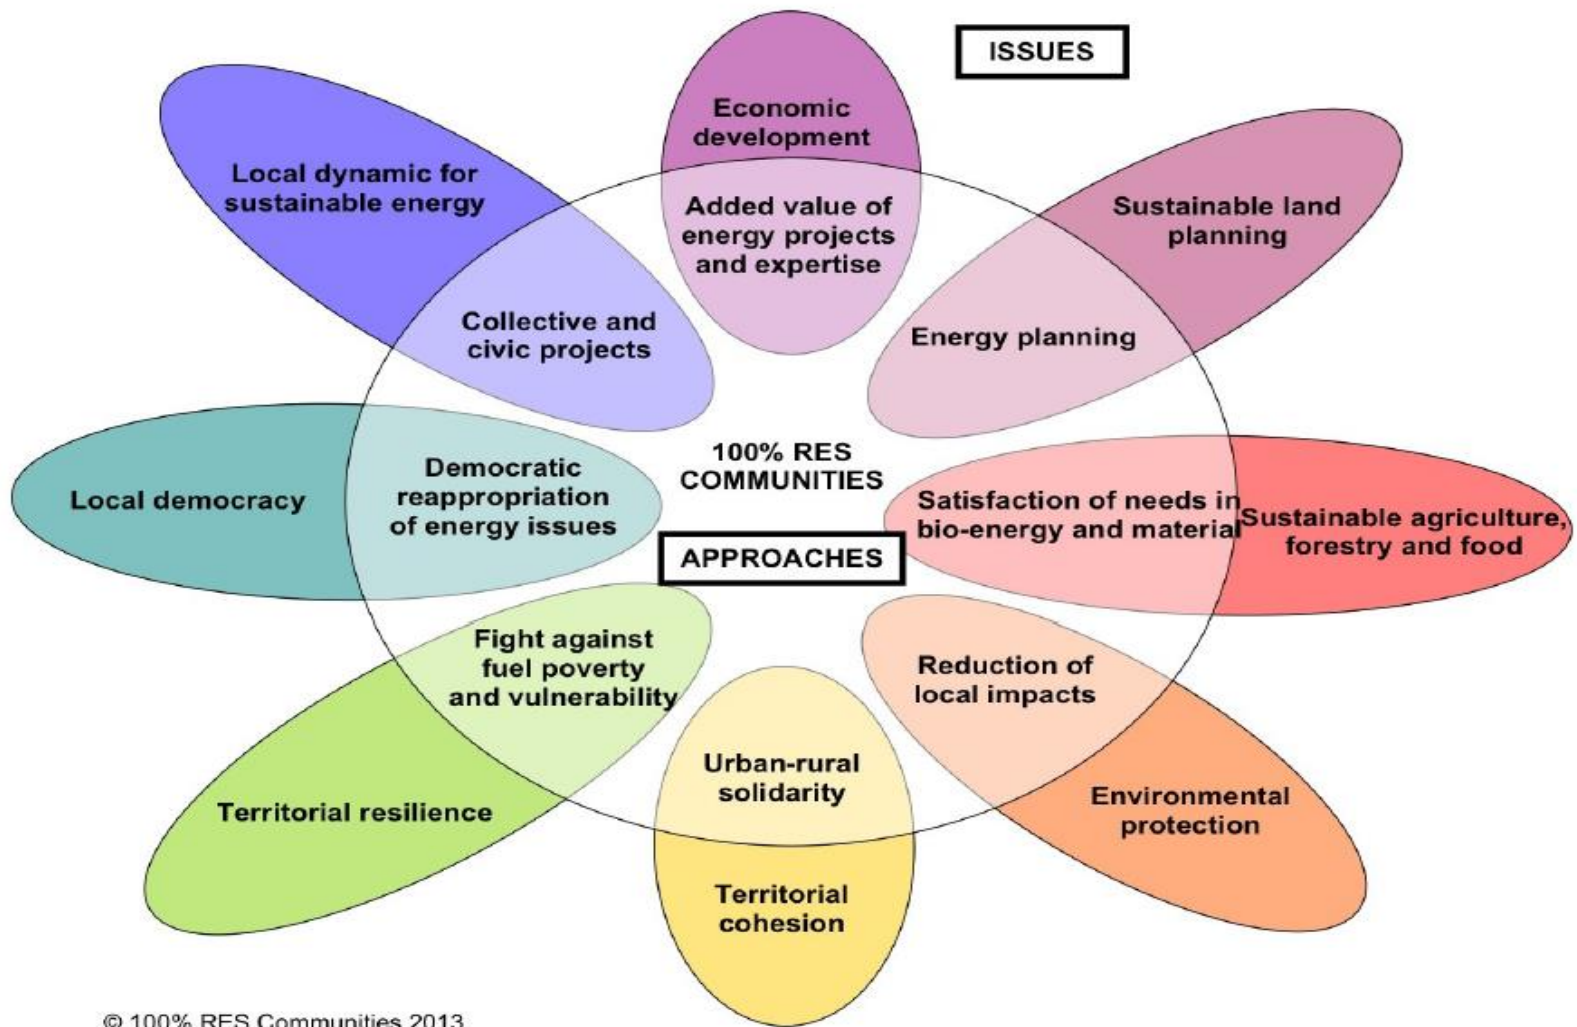 ISSUES
Economic
development
Added value of
energy projects
and expertise
Local dynamic for
sustainable energy
Collective and
civic projects
Sustainable land
planning
Energy planning
100% RES
COMMUNITIES
APPROACHES
Local democracy
Democratic
reappropriation
of energy issues
Satisfaction of needs in
bio-energy and material
Sustainable agriculture,
forestry and food
Fight against
fuel poverty
and vulnerability
Territorial resilience
Reduction of
local impacts
Environmental
protection
Urban-rural
solidarity
Territorial
cohesion
© 100% RES Communities 2013